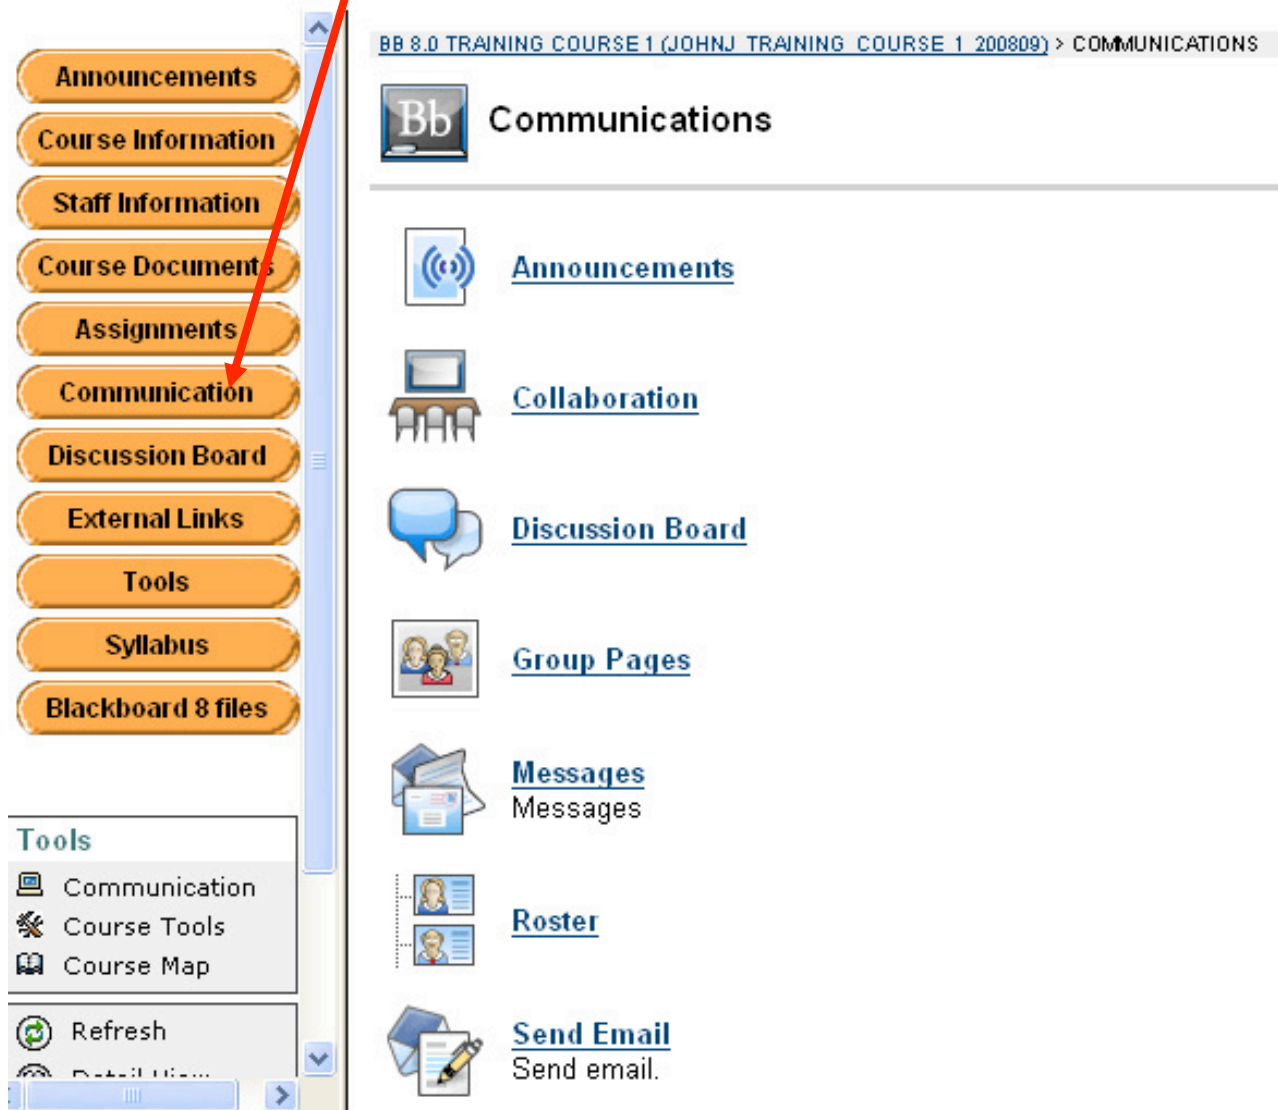 Announcements
Course Information
Staff Information
Course Documents
Assignments
Communication
Discussion Board
External Links
Tools
Syllabus
Blackboard 8 files
Tools
Communication
Course Tools
Course Map
Refresh
Detail View
BB 8.0 TRAINING COURSE 1 (JOHNJ_TRAINING_COURSE_1_200809) > COMMUNICATIONS
Bb
Communications
Announcements
Collaboration
Discussion Board
Group Pages
Messages
Messages
Roster
Send Email
Send email.